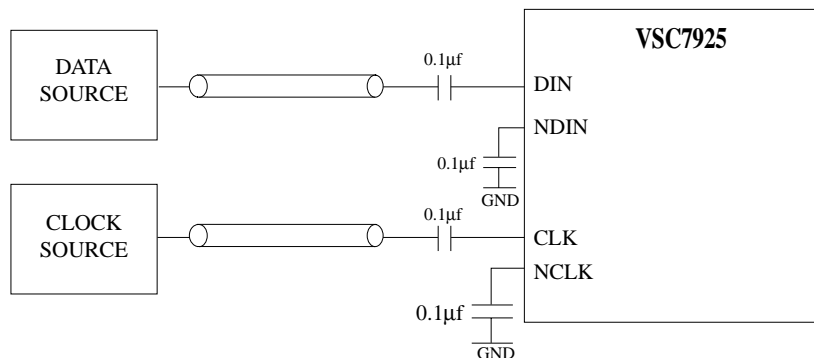 VSC7925
DATA
SOURCE
0.1µf
DIN
NDIN
0.1µf
GND
CLOCK
SOURCE
0.1µf
CLK
NCLK
0.1µf
GND